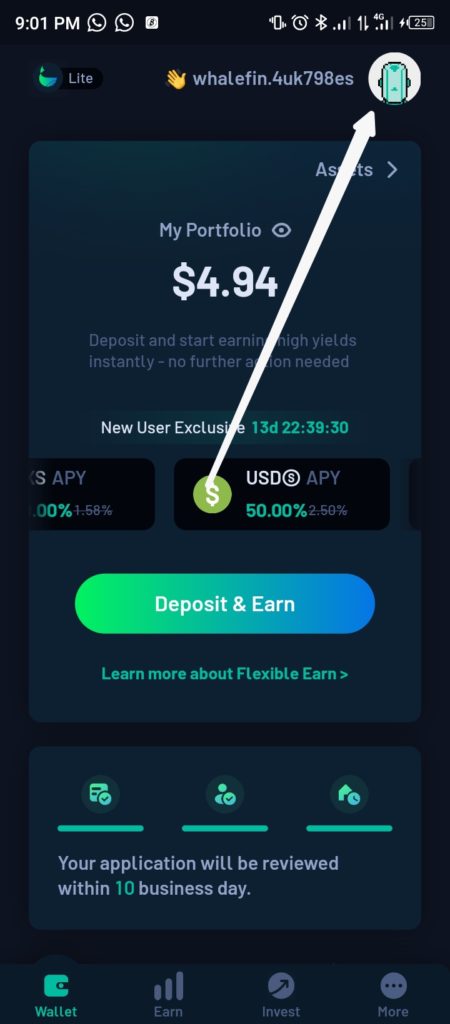 9:01 PM
4G
25
Lite
👋 whalefin.4uk798es
Assets >
My Portfolio
$4.94
Deposit and start earning high yields
instantly - no further action needed
New User Exclusive 13d 22:39:30
APY
.00% 1.58%
$
USDⓈ APY
50.00% 2.50%
Deposit & Earn
Learn more about Flexible Earn >
Your application will be reviewed
within 10 business day.
Wallet
Earn
Invest
More